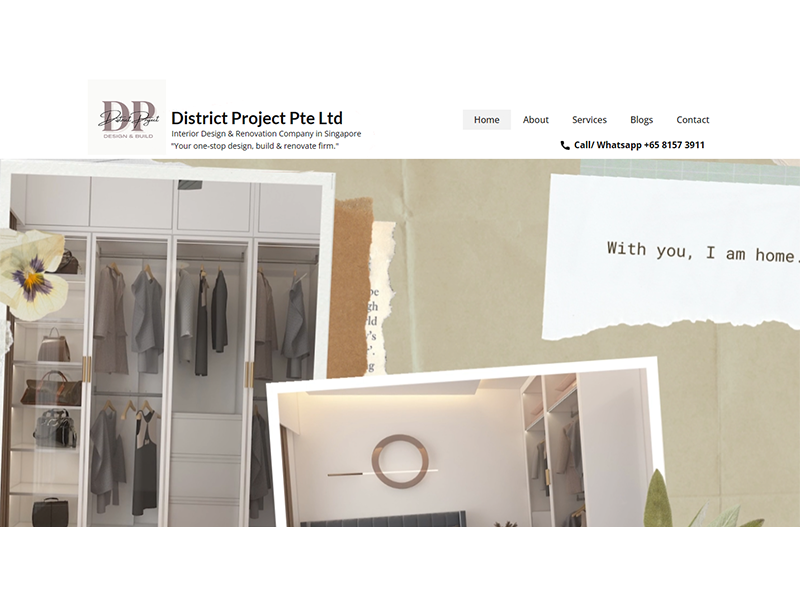 DP
District Project
DESIGN & BUILD
District Project Pte Ltd
Interior Design & Renovation Company in Singapore
"Your one-stop design, build & renovate firm."
Home About Services Blogs Contact
Call/ Whatsapp +65 8157 3911
With you, I am home.